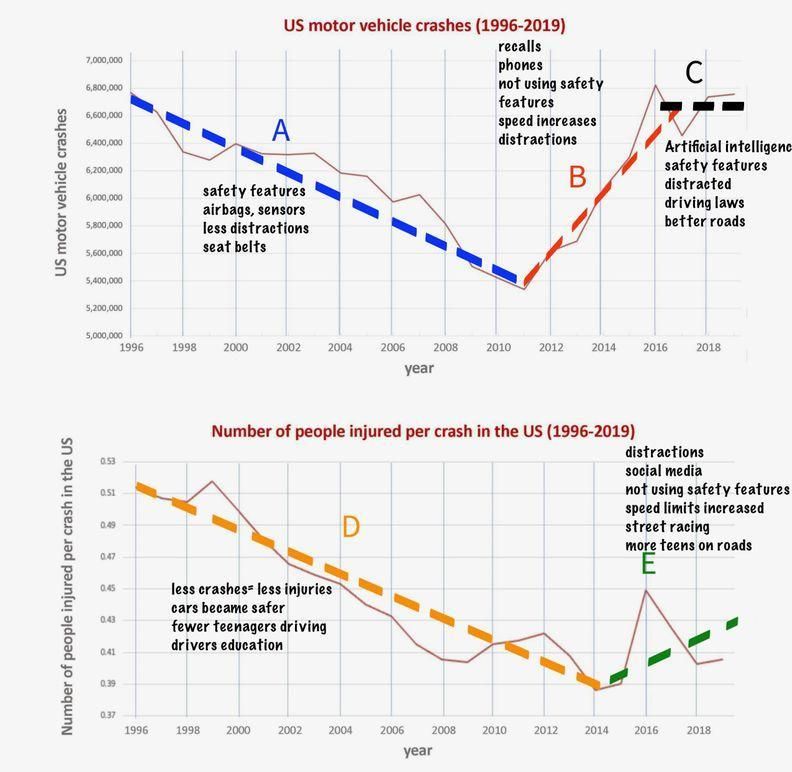 US motor vehicle crashes (1996-2019)
recalls
phones
not using safety
features
speed increases
distractions
C
7,000,000
6,800,000
6,600,000
6,400,000
6,200,000
6,000,000
5,800,000
5,600,000
5,400,000
5,200,000
5,000,000
US motor vehicle crashes
A
B
safety features
airbags, sensors
less distractions
seat belts
Artificial intelligenc
safety features
distracted
driving laws
better roads
1996 1998 2000 2002 2004 2006 2008 2010 2012 2014 2016 2018
year
Number of people injured per crash in the US (1996-2019)
distractions
social media
not using safety features
speed limits increased
street racing
more teens on roads
E
0.53
0.51
0.49
0.47
0.45
0.43
0.41
0.39
0.37
Number of people injured per crash in the US
D
less crashes= less injuries
cars became safer
fewer teenagers driving
drivers education
1996 1998 2000 2002 2004 2006 2008 2010 2012 2014 2016 2018
year